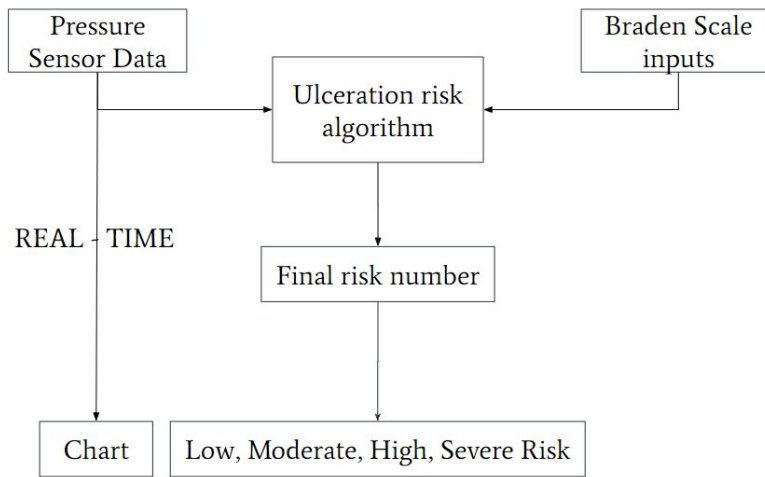 Pressure
Sensor Data
Braden Scale
inputs
Ulceration risk
algorithm
REAL - TIME
Final risk number
Chart
Low, Moderate, High, Severe Risk